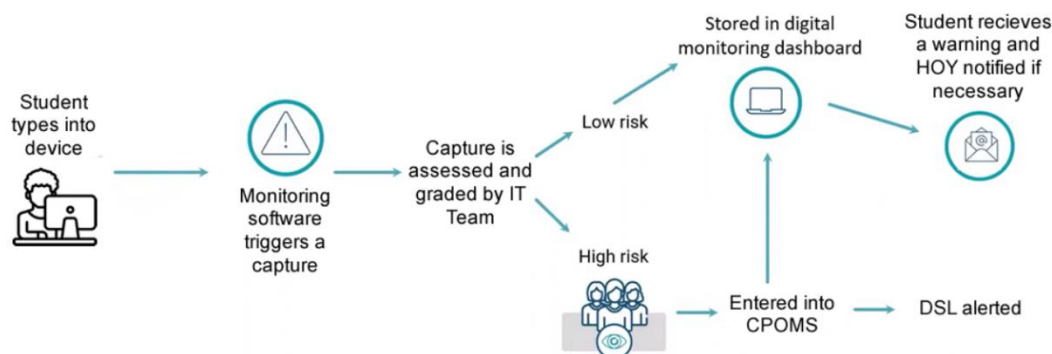 Student
types into
device
Monitoring
software
triggers a
capture
Capture is
assessed and
graded by IT
Team
Low risk
High risk
Stored in digital
monitoring dashboard
Student recieves
a warning and
HOY notified if
necessary
Entered into
CPOMS
DSL alerted